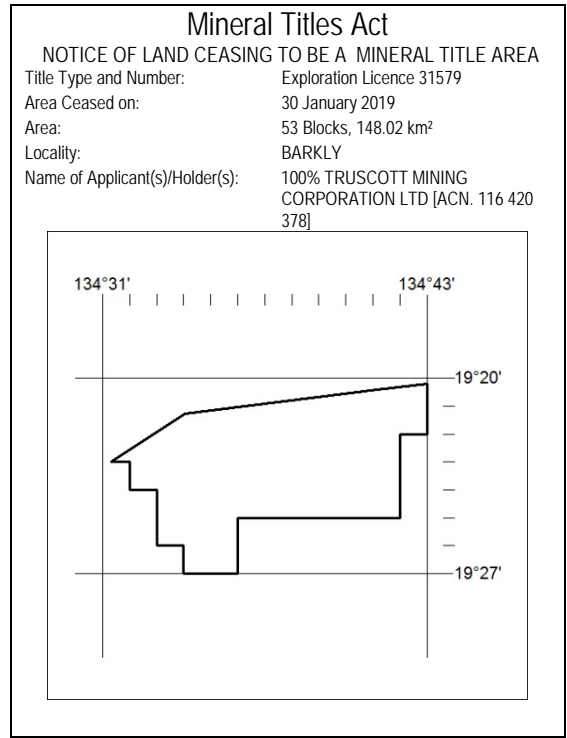 Mineral Titles Act
NOTICE OF LAND CEASING TO BE A MINERAL TITLE AREA
Title Type and Number: Exploration Licence 31579
Area Ceased on: 30 January 2019
Area: 53 Blocks, 148.02 km²
Locality: BARKLY
Name of Applicant(s)/Holder(s): 100% TRUSCOTT MINING
CORPORATION LTD [ACN. 116 420
378]
134°31' 134°43'
19°20'
19°27'